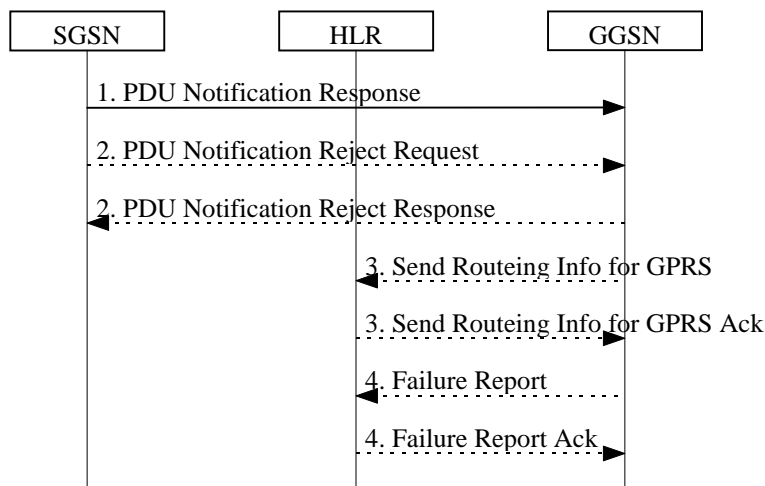 SGSN
HLR
GGSN
1. PDU Notification Response
2. PDU Notification Reject Request
2. PDU Notification Reject Response
3. Send Routeing Info for GPRS
3. Send Routeing Info for GPRS Ack
4. Failure Report
4. Failure Report Ack